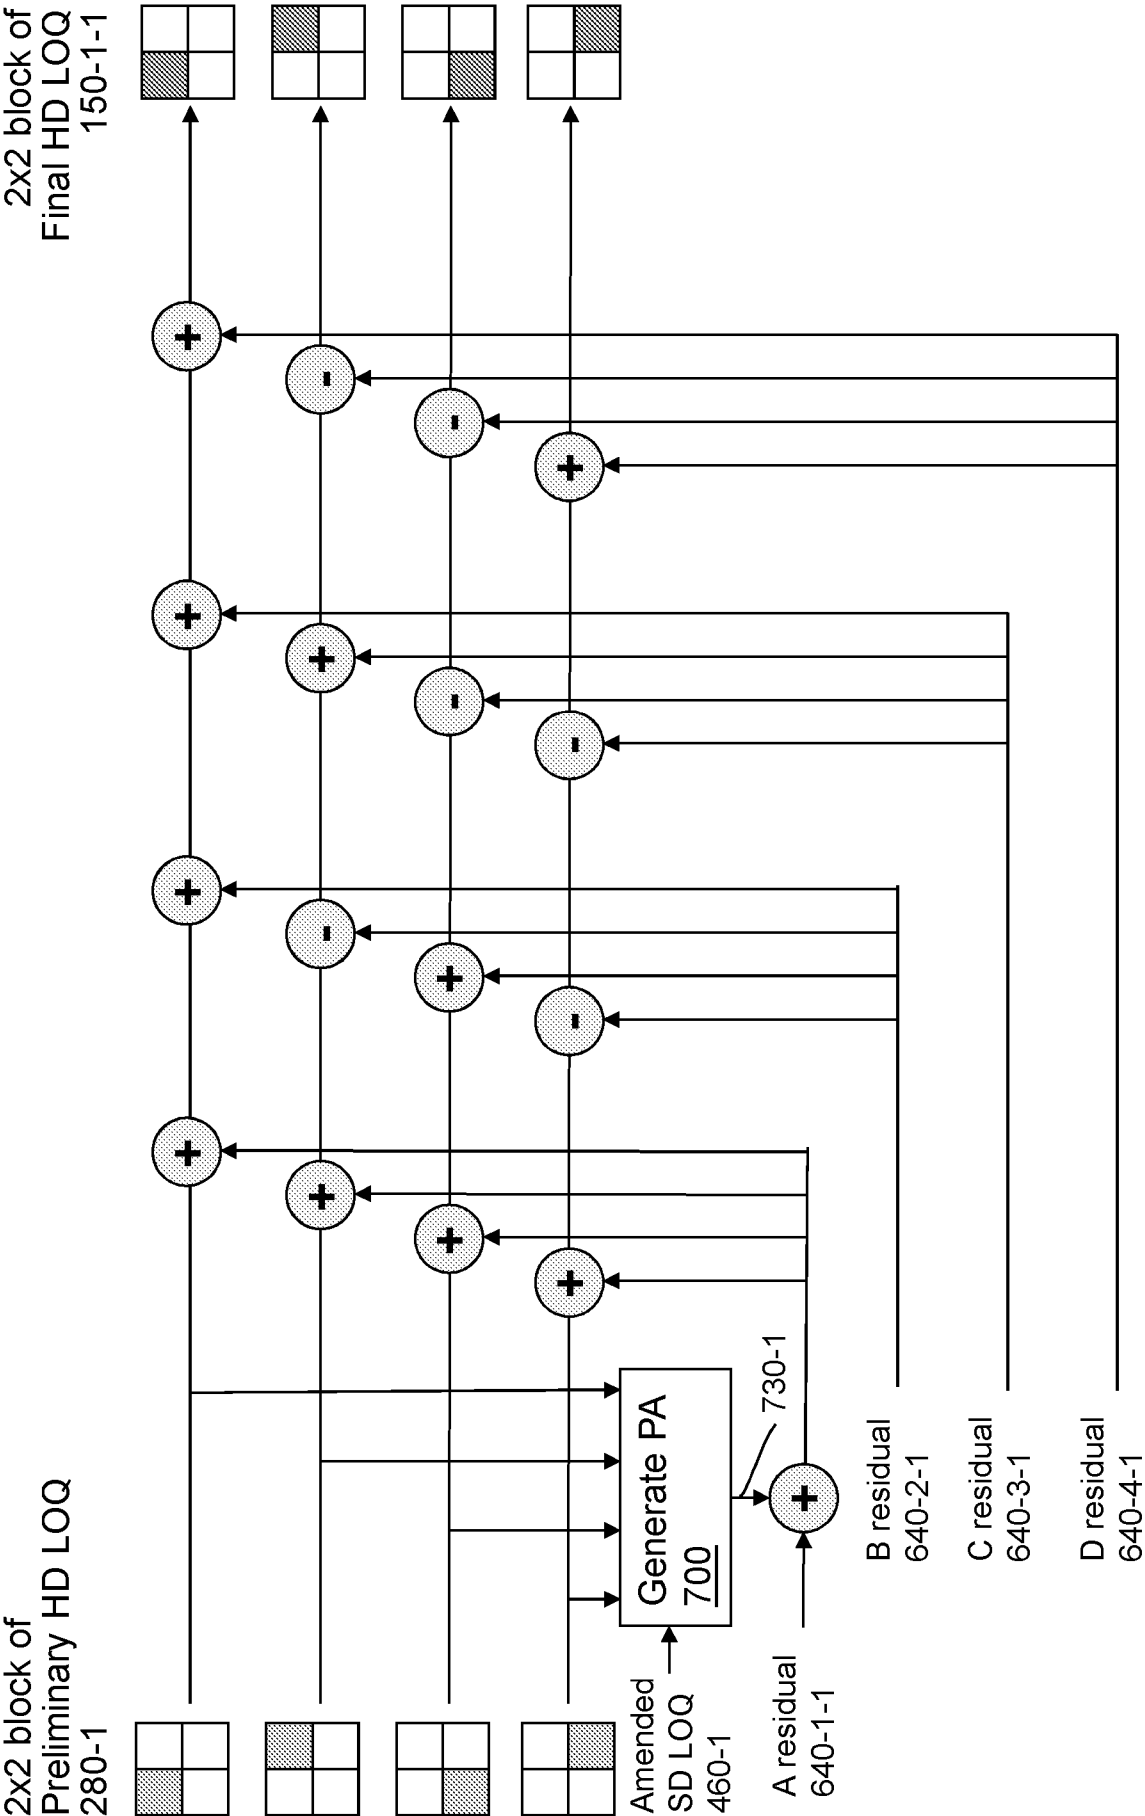 2x2 block of
Preliminary HD LOQ
280-1
2x2 block of
Final HD LOQ
150-1-1
+
-
-
+
+
+
-
-
+
-
+
-
+
+
+
+
Generate PA
700
730-1
+
Amended
SD LOQ
460-1
A residual
640-1-1
B residual
640-2-1
C residual
640-3-1
D residual
640-4-1